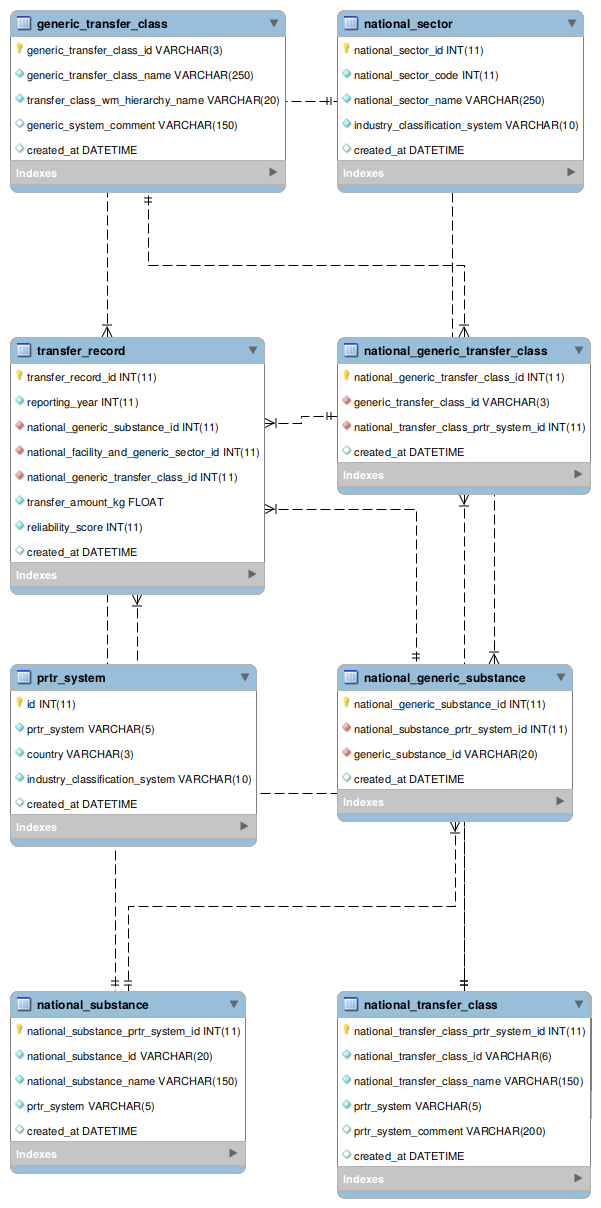 generic_transfer_class
generic_transfer_class_id VARCHAR(3)
generic_transfer_class_name VARCHAR(250)
transfer_class_wm_hierarchy_name VARCHAR(20)
generic_system_comment VARCHAR(150)
created_at DATETIME
Indexes
national_sector
national_sector_id INT(11)
national_sector_code INT(11)
national_sector_name VARCHAR(250)
industry_classification_system VARCHAR(10)
created_at DATETIME
Indexes
transfer_record
transfer_record_id INT(11)
reporting_year INT(11)
national_generic_substance_id INT(11)
national_facility_and_generic_sector_id INT(11)
national_generic_transfer_class_id INT(11)
transfer_amount_kg FLOAT
reliability_score INT(11)
created_at DATETIME
Indexes
national_generic_transfer_class
national_generic_transfer_class_id INT(11)
generic_transfer_class_id VARCHAR(3)
national_transfer_class_prtr_system_id INT(11)
created_at DATETIME
Indexes
prtr_system
id INT(11)
prtr_system VARCHAR(5)
country VARCHAR(3)
industry_classification_system VARCHAR(10)
created_at DATETIME
Indexes
national_generic_substance
national_generic_substance_id INT(11)
national_substance_prtr_system_id INT(11)
generic_substance_id VARCHAR(20)
created_at DATETIME
Indexes
national_substance
national_substance_prtr_system_id INT(11)
national_substance_id VARCHAR(20)
national_substance_name VARCHAR(150)
prtr_system VARCHAR(5)
created_at DATETIME
Indexes
national_transfer_class
national_transfer_class_prtr_system_id INT(11)
national_transfer_class_id VARCHAR(6)
national_transfer_class_name VARCHAR(150)
prtr_system VARCHAR(5)
prtr_system_comment VARCHAR(200)
created_at DATETIME
Indexes